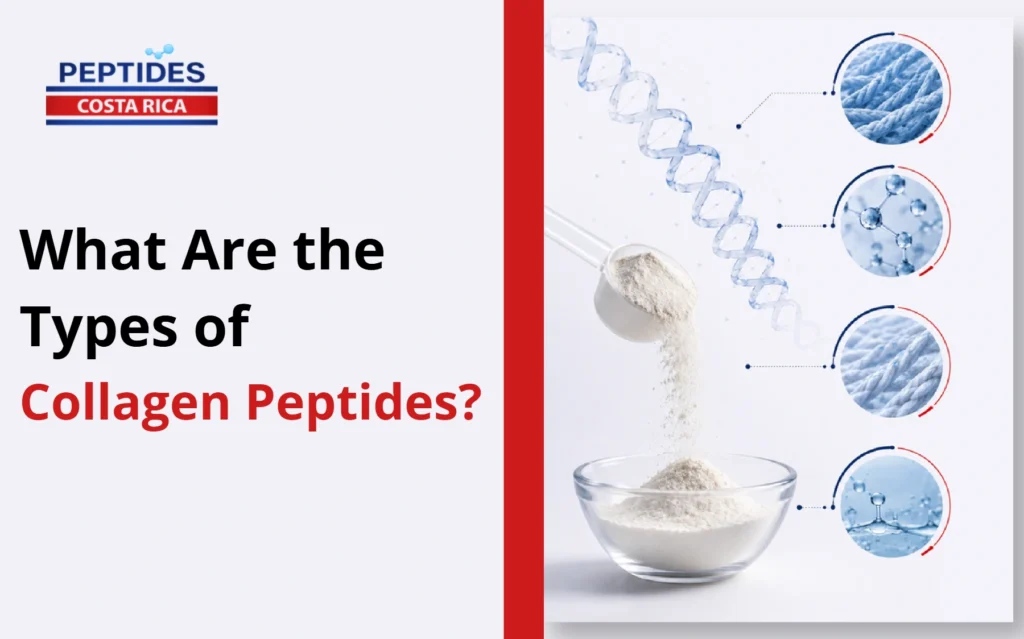 PEPTIDES
COSTA RICA
What Are the
Types of
Collagen Peptides?